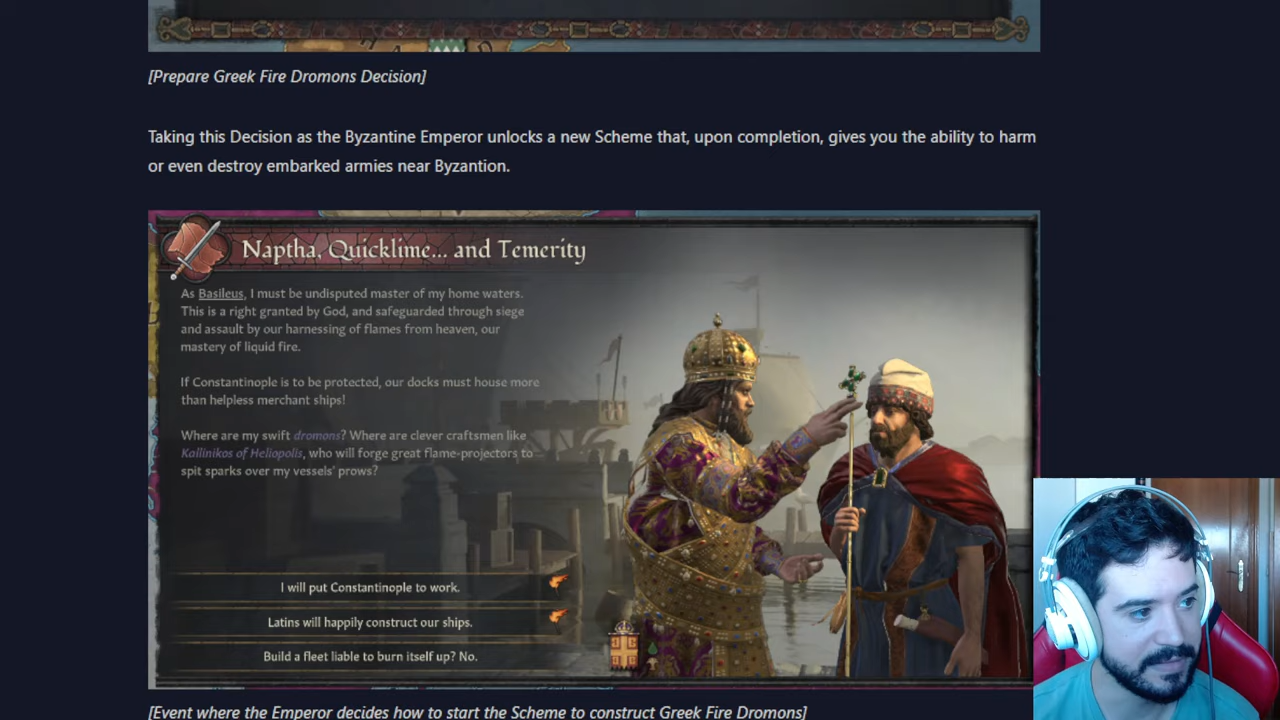 [Prepare Greek Fire Dromons Decision]
Taking this Decision as the Byzantine Emperor unlocks a new Scheme that, upon completion, gives you the ability to harm
or even destroy embarked armies near Byzantion.
Naptha, Quicklime... and Temerity
As Basileus, I must be undisputed master of my home waters.
This is a right granted by God, and safeguarded through siege
and assault by our harnessing of flames from heaven, our
mastery of liquid fire.
If Constantinople is to be protected, our docks must house more
than helpless merchant ships!
Where are my swift dromons? Where are clever craftsmen like
Kallinikos of Heliopolis, who will forge great flame-projectors to
spit sparks over my vessels' prows?
I will put Constantinople to work.
Latins will happily construct our ships.
Build a fleet liable to burn itself up? No.
[Event where the Emperor decides how to start the Scheme to construct Greek Fire Dromons]